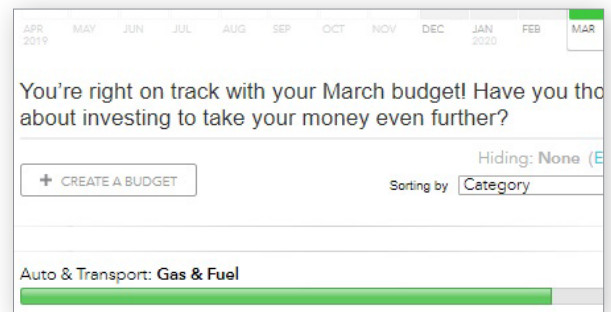 APR MAY JUN JUL AUG SEP OCT NOV DEC JAN FEB MAR
2019 2020
You're right on track with your March budget! Have you tho
about investing to take your money even further?
Hiding: None (E
+ CREATE A BUDGET
Sorting by Category
Auto & Transport: Gas & Fuel